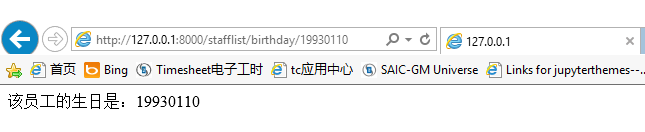 http://127.0.0.1:8000/stafflist/birthday/19930110 127.0.0.1
首页 Bing Timesheet电子工时 tc应用中心 SAIC-GM Universe Links for jupyterthemes--...
该员工的生日是：19930110